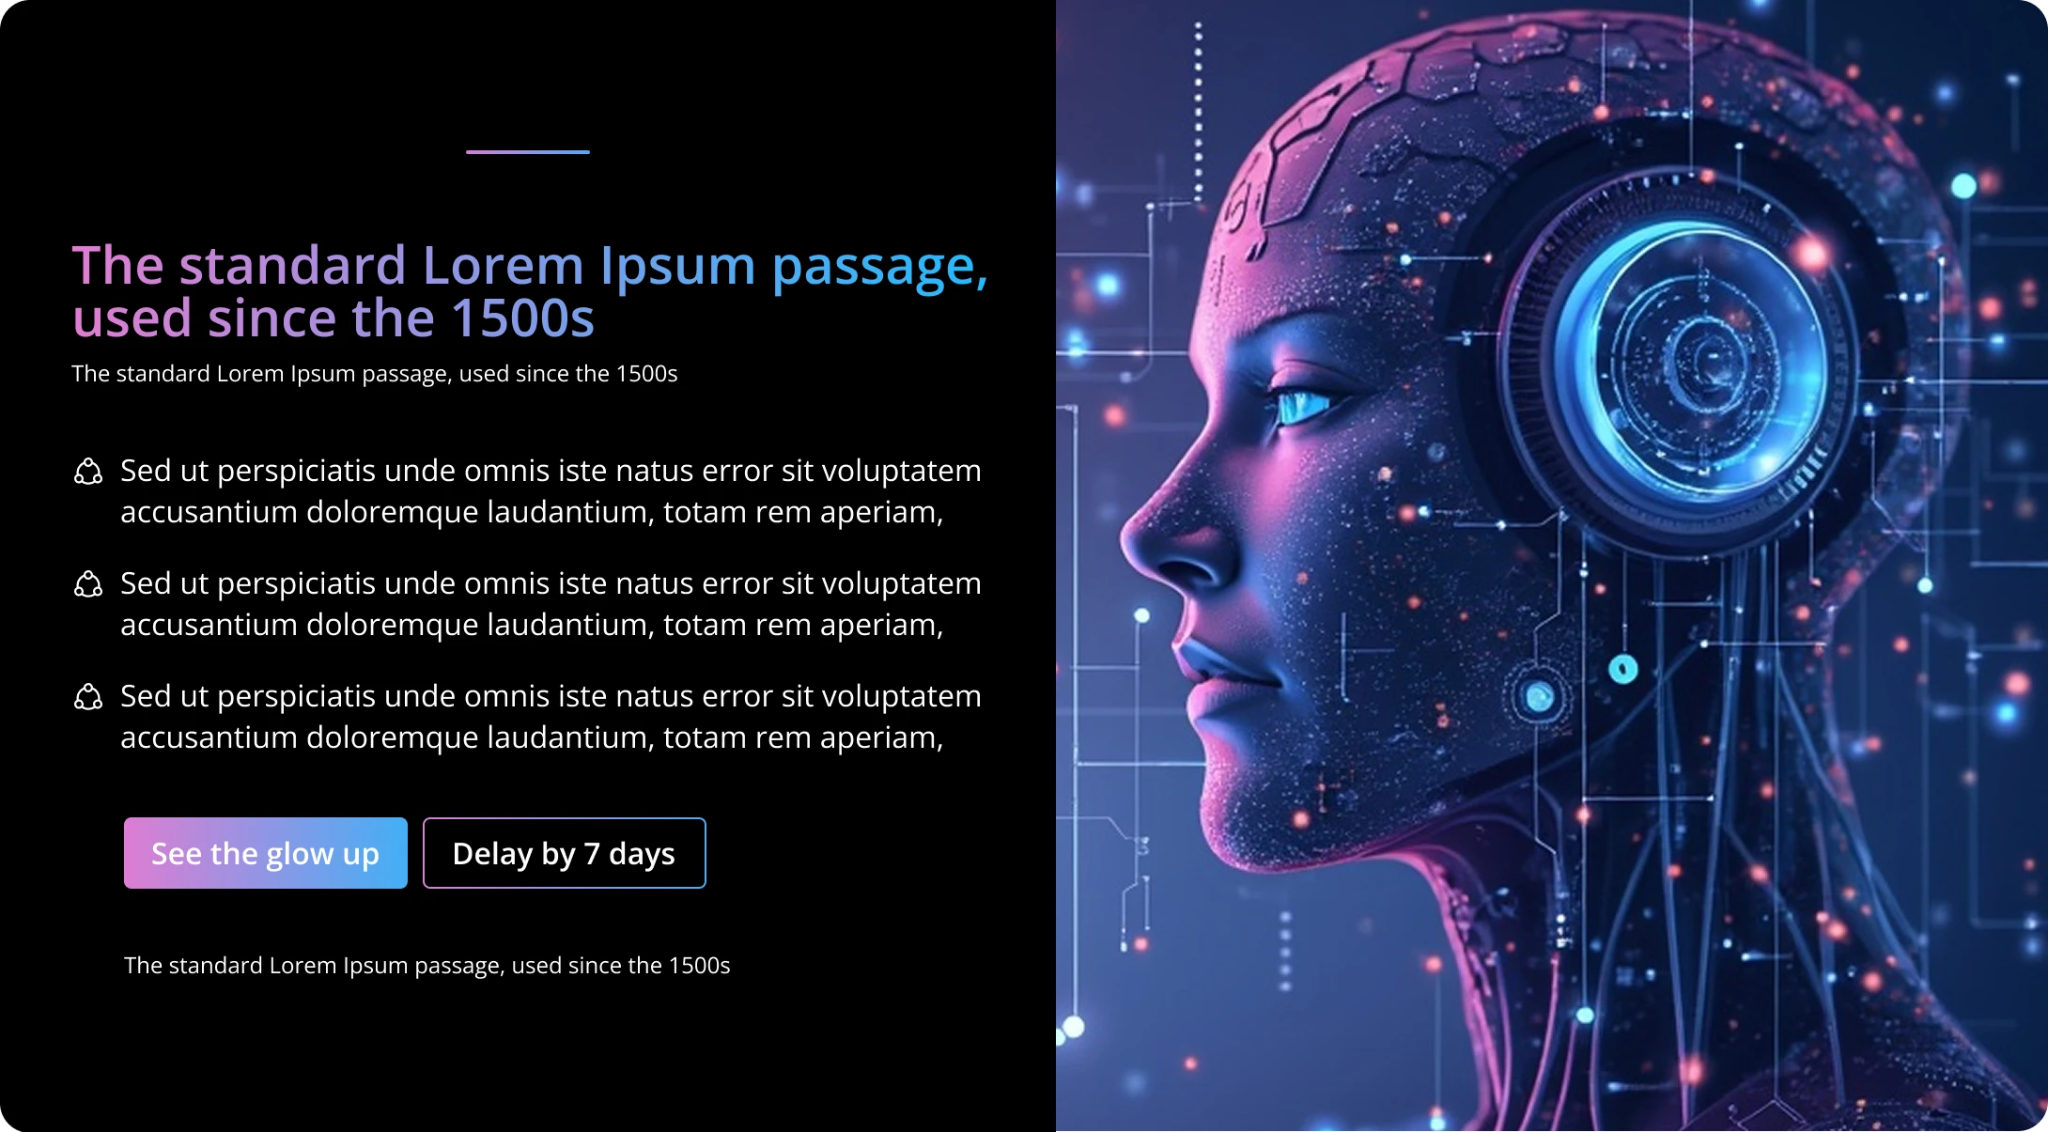 The standard Lorem Ipsum passage,
used since the 1500s
The standard Lorem Ipsum passage, used since the 1500s
Sed ut perspiciatis unde omnis iste natus error sit voluptatem
accusantium doloremque laudantium, totam rem aperiam,
Sed ut perspiciatis unde omnis iste natus error sit voluptatem
accusantium doloremque laudantium, totam rem aperiam,
Sed ut perspiciatis unde omnis iste natus error sit voluptatem
accusantium doloremque laudantium, totam rem aperiam,
See the glow up
Delay by 7 days
The standard Lorem Ipsum passage, used since the 1500s